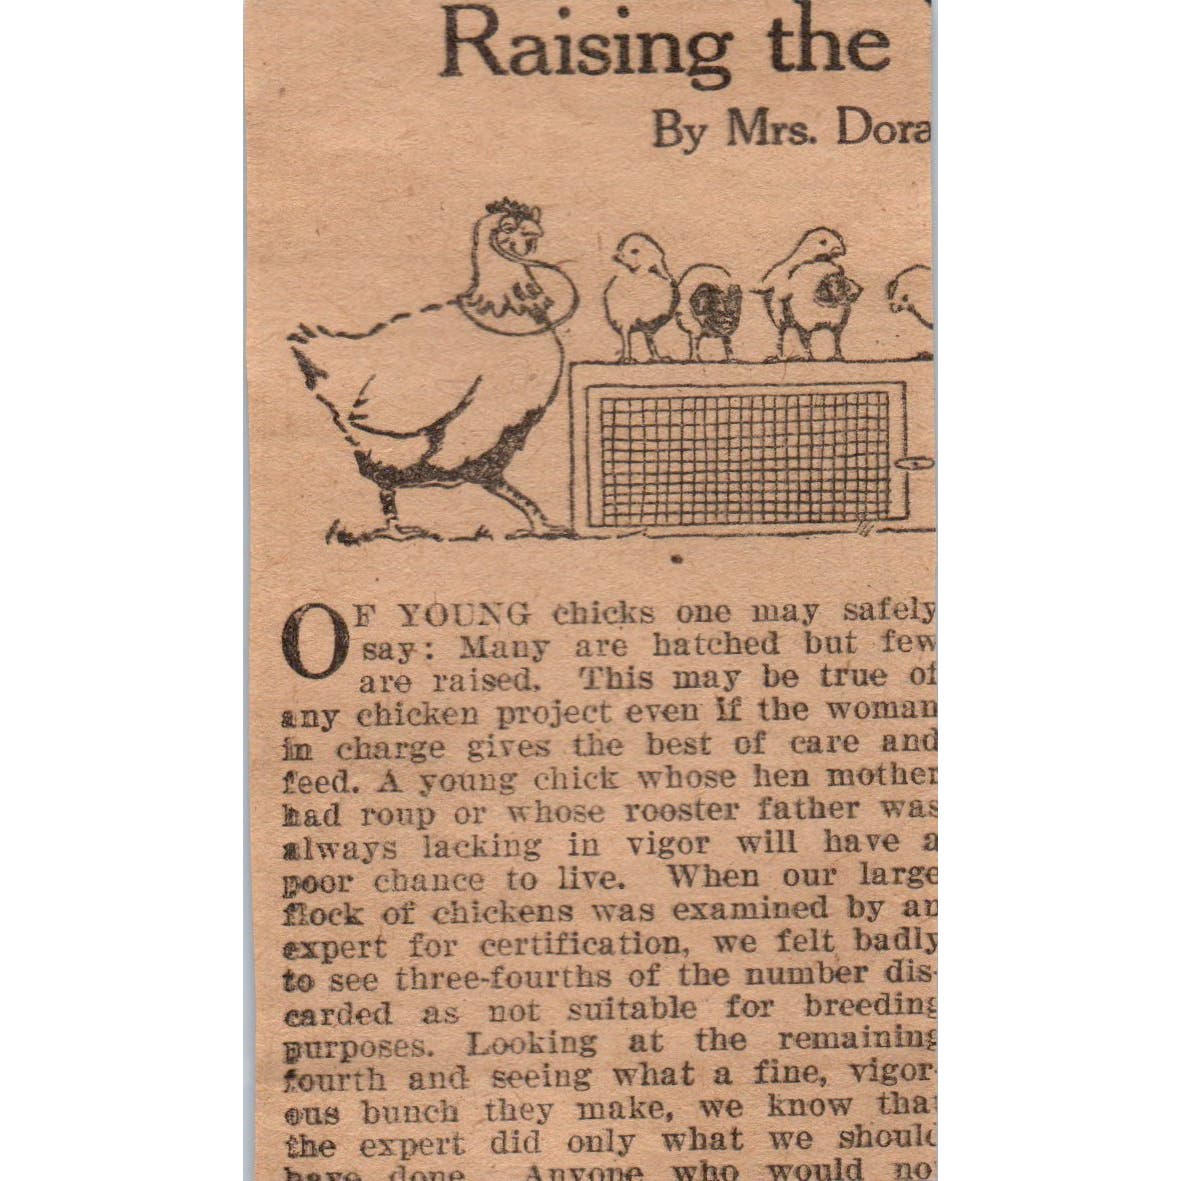 Raising the
By Mrs. Dora
OF YOUNG chicks one may safely
say: Many are hatched but few
are raised. This may be true of
any chicken project even if the woman
in charge gives the best of care and
feed. A young chick whose hen mother
had roup or whose rooster father was
always lacking in vigor will have a
poor chance to live. When our large
flock of chickens was examined by an
expert for certification, we felt badly
to see three-fourths of the number dis-
carded as not suitable for breeding
purposes. Looking at the remaining
fourth and seeing what a fine, vigor-
ous bunch they make, we know that
the expert did only what we should
have done. Anyone who would not